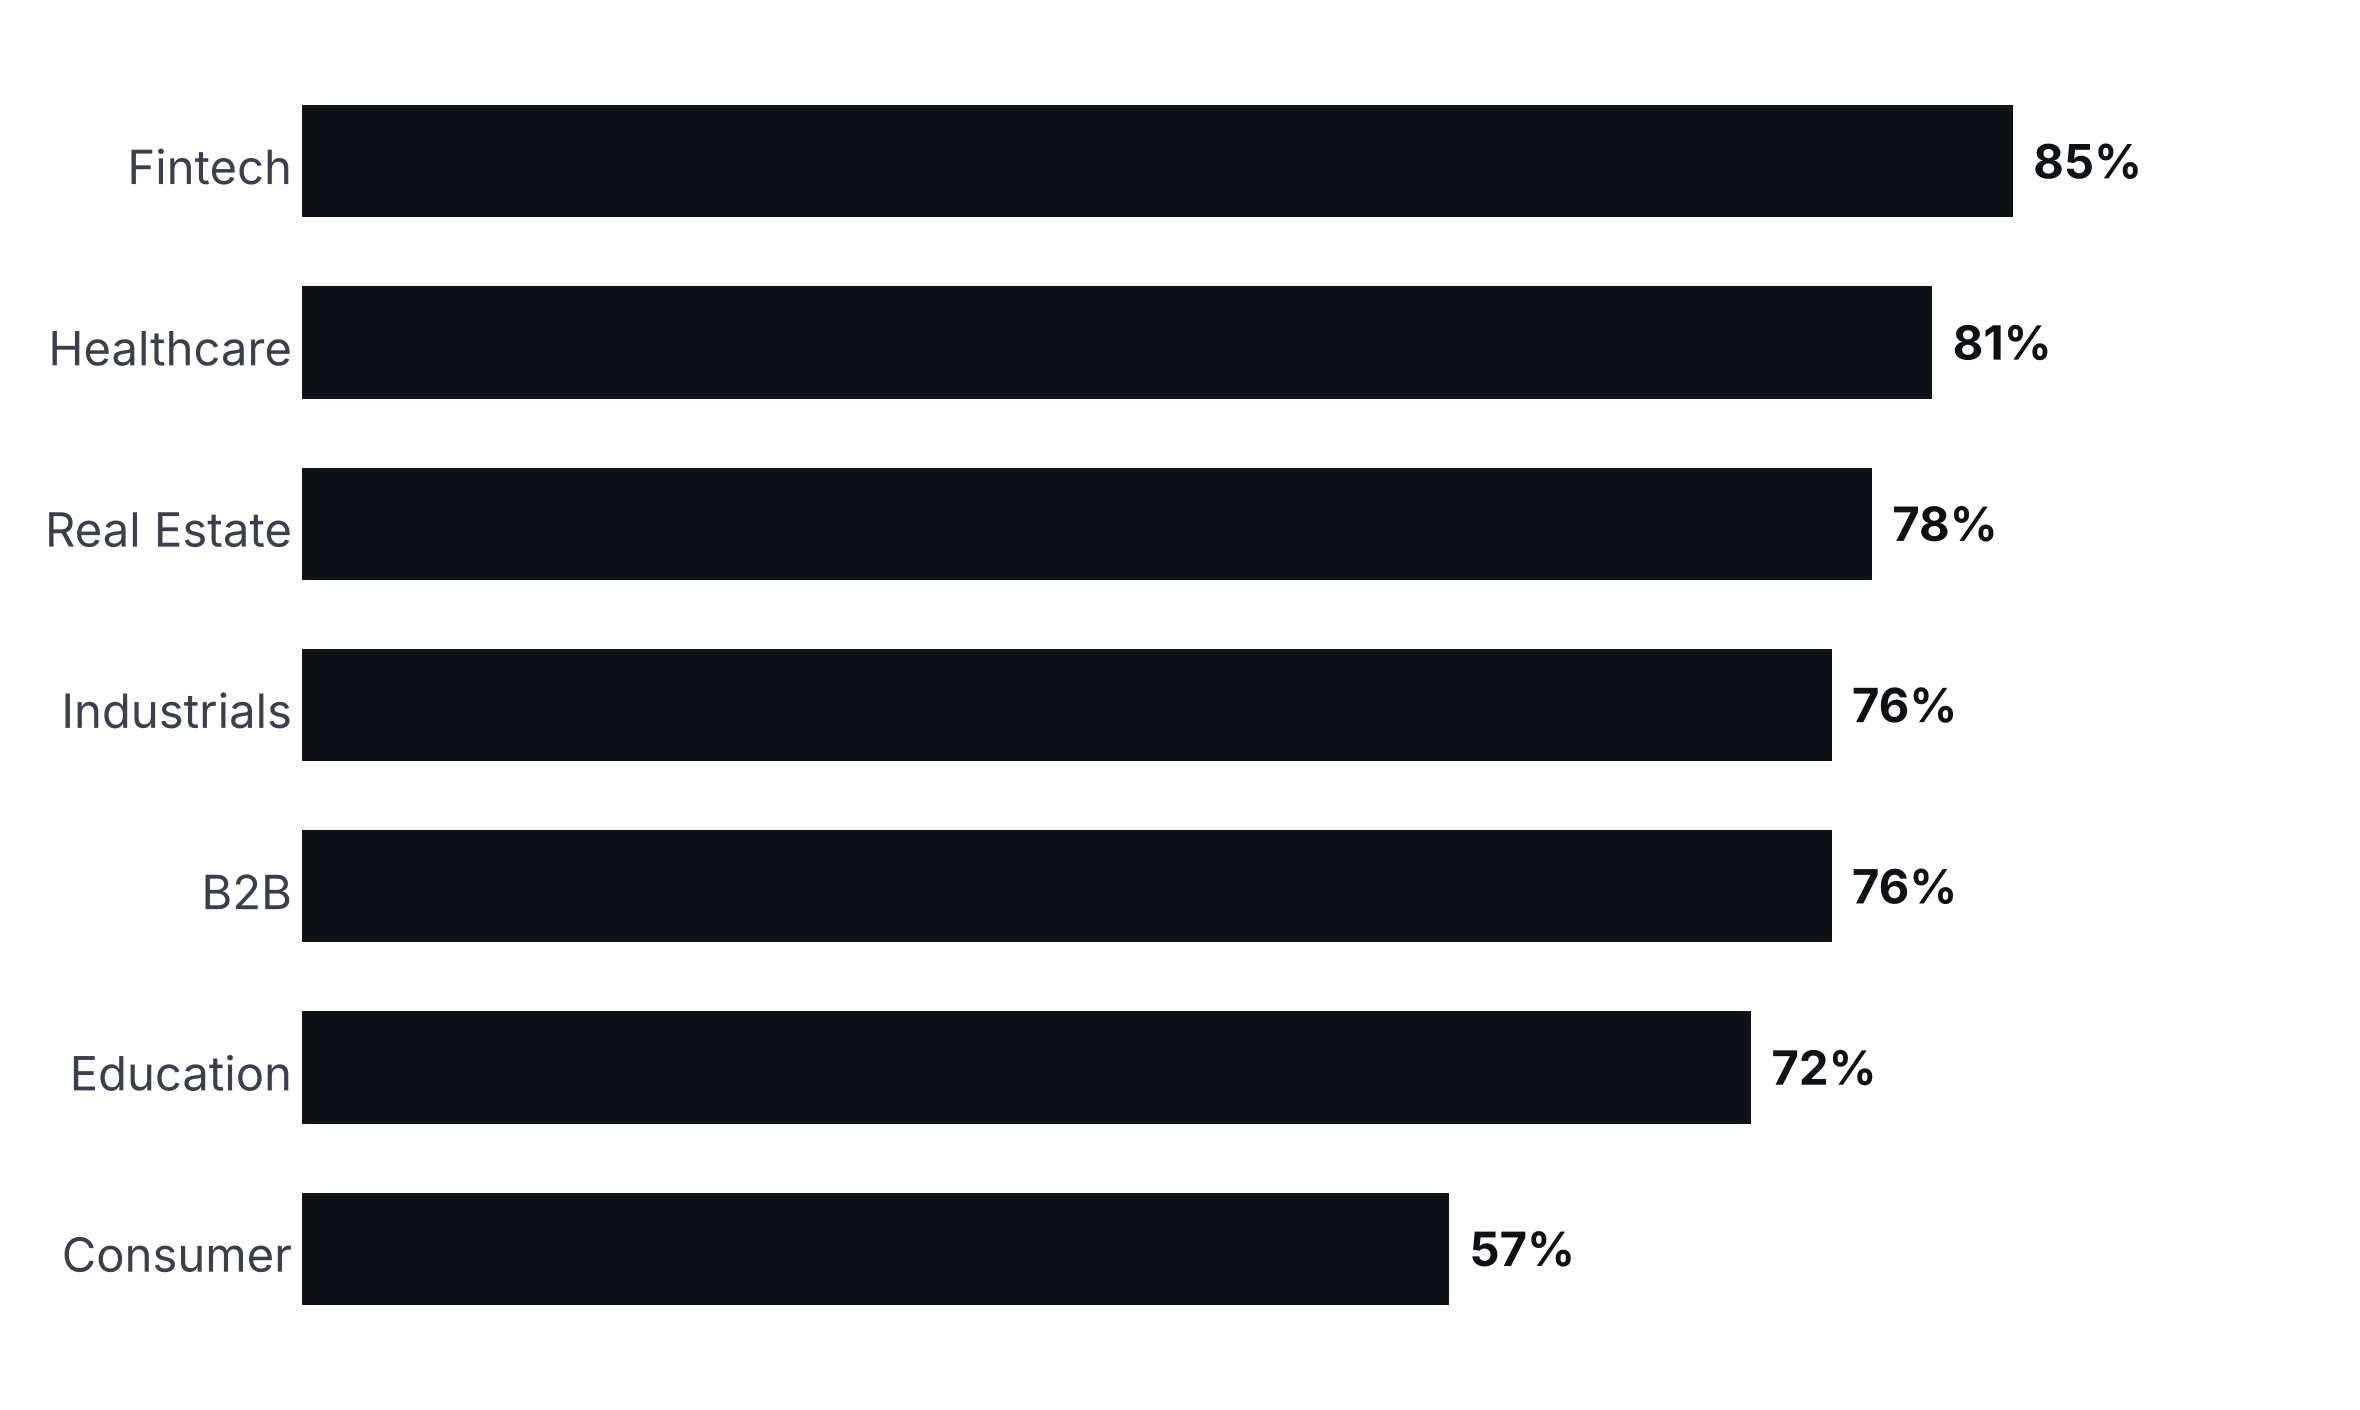 Fintech 85%
Healthcare 81%
Real Estate 78%
Industrials 76%
B2B 76%
Education 72%
Consumer 57%